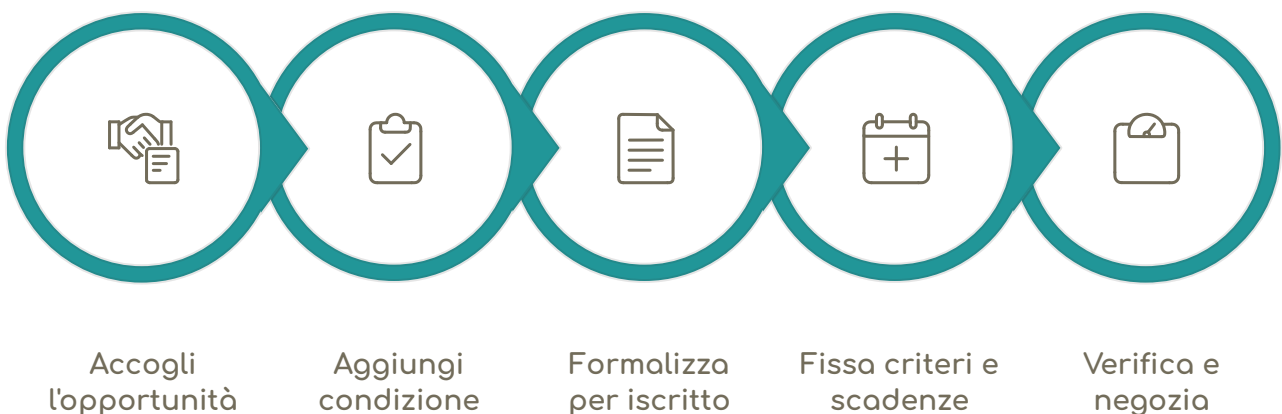 Accogli
l'opportunità
Aggiungi
condizione
Formalizza
per iscritto
Fissa criteri e
scadenze
Verifica e
negozia